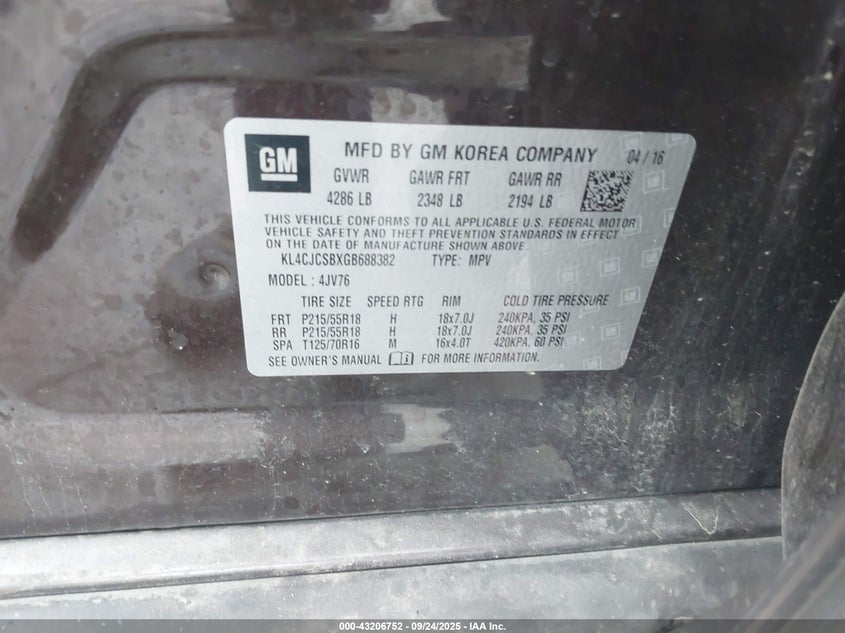 GM MFD BY GM KOREA COMPANY 04 / 16
GVWR GAWR FRT GAWR RR
4286 LB 2348 LB 2194 LB
THIS VEHICLE CONFORMS TO ALL APPLICABLE U.S. FEDERAL MOTOR
VEHICLE SAFETY AND THEFT PREVENTION STANDARDS IN EFFECT
ON THE DATE OF MANUFACTURE SHOWN ABOVE.
KL4CJCSBXGB688382 TYPE: MPV
MODEL : 4JV76
TIRE SIZE SPEED RTG RIM COLD TIRE PRESSURE
FRT P215/55R18 H 18x7.0J 240KPA, 35 PSI
RR P215/55R18 H 18x7.0J 240KPA, 35 PSI
SPA T125/70R16 M 16x4.0T 420KPA, 60 PSI
SEE OWNER'S MANUAL FOR MORE INFORMATION.
000-43206752 - 09/24/2025 - IAA Inc.